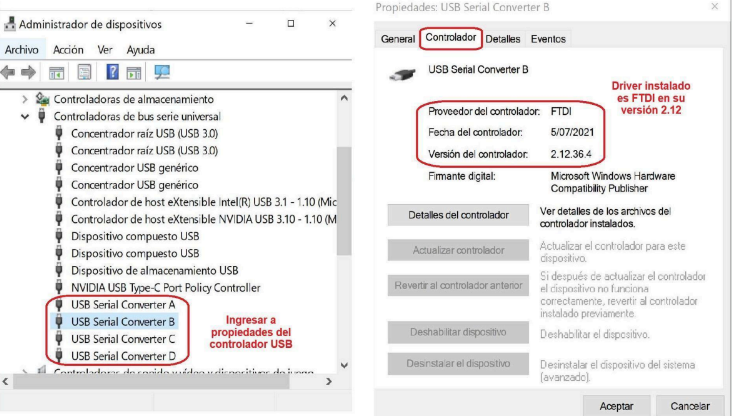 Administrador de dispositivos
Archivo Acción Ver Ayuda
Controladoras de almacenamiento
Controladoras de bus serie universal
Concentrador raíz USB (USB 3.0)
Concentrador raíz USB (USB 3.0)
Concentrador USB genérico
Concentrador USB genérico
Controlador de host eXtensible Intel(R) USB 3.1 - 1.10 (Mic
Controlador de host eXtensible NVIDIA USB 3.10 - 1.10 (M
Dispositivo compuesto USB
Dispositivo compuesto USB
Dispositivo de almacenamiento USB
NVIDIA USB Type-C Port Policy Controller
USB Serial Converter A
USB Serial Converter B
USB Serial Converter C
USB Serial Converter D
Controladoras de sonido y vídeo y dispositivos de juego
Ingresar a
propiedades del
controlador USB
Propiedades: USB Serial Converter B
General Controlador Detalles Eventos
USB Serial Converter B
Driver instalado
es FTDI en su
versión 2.12
Proveedor del controlador: FTDI
Fecha del controlador: 5/07/2021
Versión del controlador: 2.12.36.4
Firmante digital: Microsoft Windows Hardware
Compatibility Publisher
Detalles del controlador
Ver detalles de los archivos del
controlador instalados.
Actualizar controlador
Actualizar el controlador para este
dispositivo.
Revertir al controlador anterior
Si después de actualizar el controlador
el dispositivo no funciona
correctamente, revertir al controlador
instalado previamente.
Deshabilitar dispositivo
Deshabilitar el dispositivo.
Desinstalar el dispositivo
Desinstalar el dispositivo del sistema
(avanzado).
Aceptar Cancelar